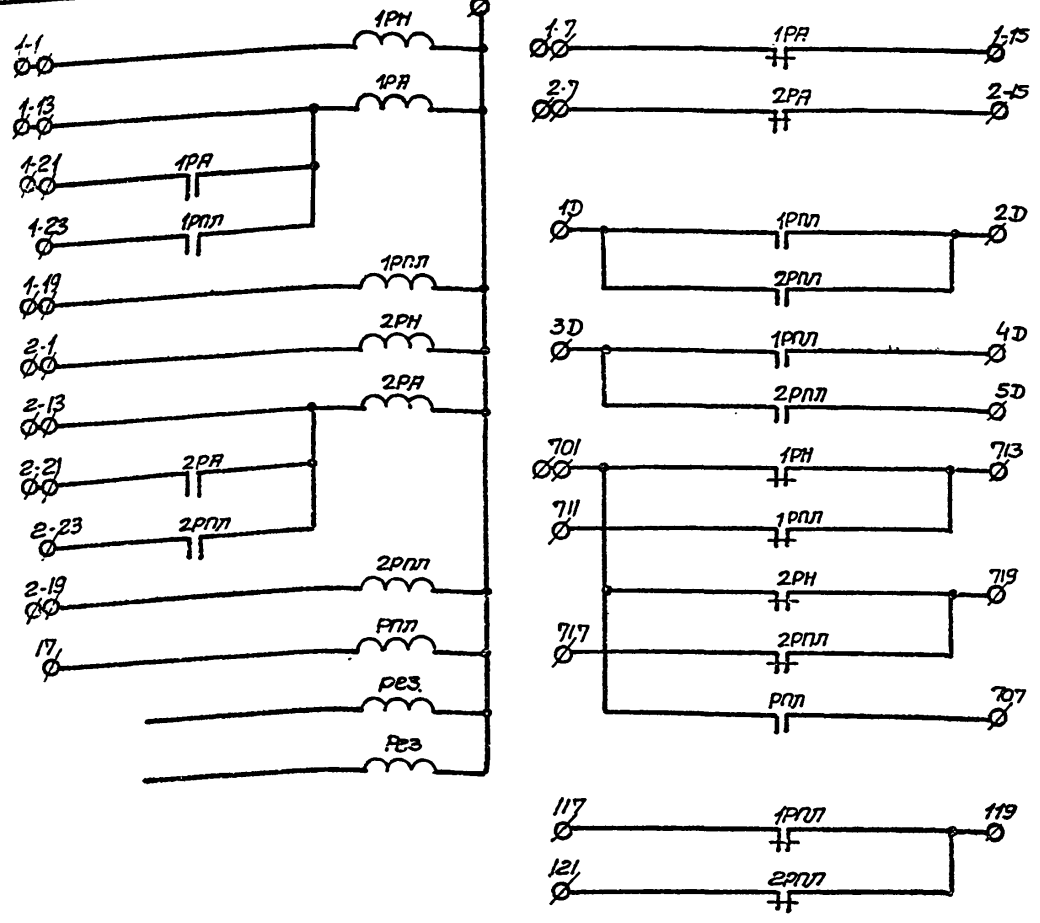 1РН
1-1
1РА
1-13
1-21
1РА
1-23
1РПЛ
1-19
1РПЛ
2-1
2РН
2-13
2РА
2-21
2РА
2-23
2РПЛ
2-19
2РПЛ
17
РПЛ
рез.
Рез
1-7
1РА
1-15
2-7
2РА
2-15
1D
1РПЛ
2D
2РПЛ
3D
1РПЛ
4D
2РПЛ
5D
701
1РН
713
711
1РПЛ
2РН
719
717
2РПЛ
РПЛ
707
117
1РПЛ
119
121
2РПЛ